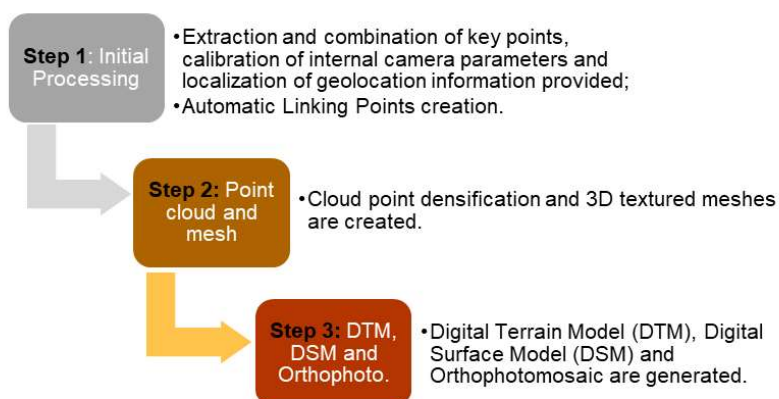 Step 1: Initial
Processing
•Extraction and combination of key points,
calibration of internal camera parameters and
localization of geolocation information provided;
•Automatic Linking Points creation.
Step 2: Point
cloud and
mesh
•Cloud point densification and 3D textured meshes
are created.
Step 3: DTM,
DSM and
Orthophoto.
•Digital Terrain Model (DTM), Digital
Surface Model (DSM) and
Orthophotomosaic are generated.